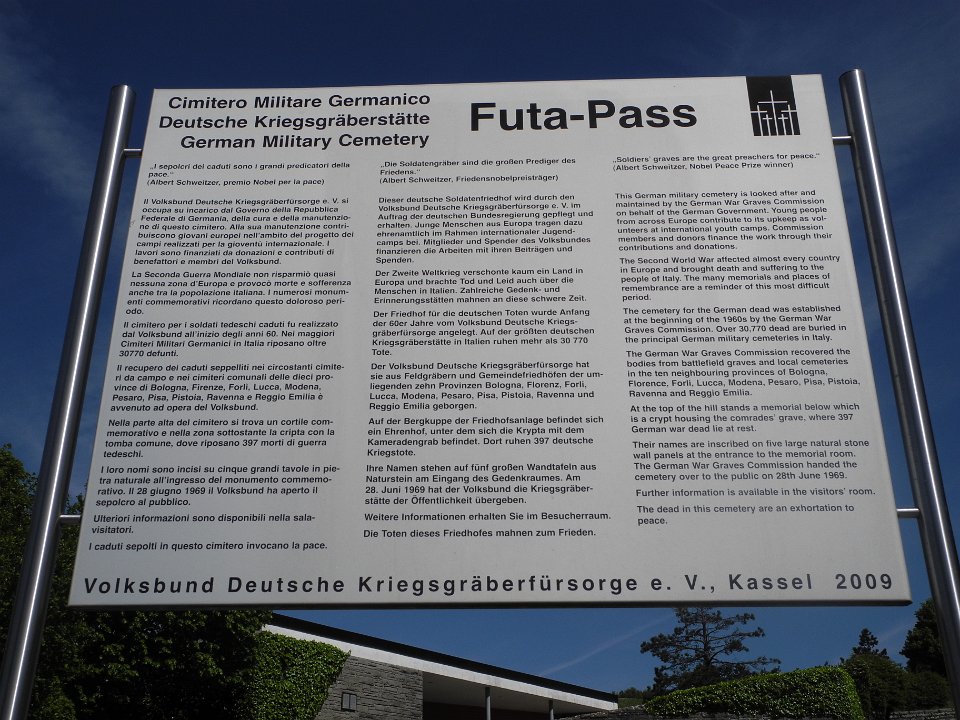 Cimitero Militare Germanico
Deutsche Kriegsgräberstätte
German Military Cemetery
Futa-Pass
„I sepolcri dei caduti sono i grandi predicatori della
pace.“
(Albert Schweitzer, premio Nobel per la pace)
Il Volksbund Deutsche Kriegsgräberfürsorge e. V. si
occupa su incarico dal Governo della Repubblica
Federale di Germania, della cura e della manutenzio-
ne di questo cimitero. Alla sua manutenzione contri-
buiscono giovani europei nell'ambito del progetto dei
campi realizzati per la gioventù internazionale. I
lavori sono finanziati da donazioni e contributi di
benefattori e membri del Volksbund.
La Seconda Guerra Mondiale non risparmiò quasi
nessuna zona d'Europa e provocò morte e sofferenza
anche tra la popolazione italiana. I numerosi monu-
enti commemorativi ricordano questo doloroso peri-
odo.
Il cimitero per i soldati tedeschi caduti fu realizzato
dal Volksbund all'inizio degli anni 60. Nei maggiori
Cimiteri Militari Germanici in Italia riposano oltre
30770 defunti.
Il recupero dei caduti seppelliti nei circostanti cimite-
ri da campo e nei cimiteri comunali delle dieci pro-
vince di Bologna, Firenze, Forli, Lucca, Modena,
Pesaro, Pisa, Pistoia, Ravenna e Reggio Emilia è
avvenuto ad opera del Volksbund.
Nella parte alta del cimitero si trova un cortile com-
memorativo e nella zona sottostante la cripta con la
tomba comune, dove riposano 397 morti di guerra
tedeschi.
I loro nomi sono incisi su cinque grandi tavole in pie-
tra naturale all'ingresso del monumento commemo-
rativo. Il 28 giugno 1969 il Volksbund ha aperto il
sepolcro al pubblico.
Ulteriori informazioni sono disponibili nella sala-
visitatori.
I caduti sepolti in questo cimitero invocano la pace.
„Die Soldatengräber sind die großen Prediger des
Friedens.“
(Albert Schweitzer, Friedensnobelpreisträger)
Dieser deutsche Soldatenfriedhof wird durch den
Volksbund Deutsche Kriegsgräberfürsorge e. V. im
Auftrag der deutschen Bundesregierung gepflegt und
erhalten. Junge Menschen aus Europa tragen dazu
ehrenamtlich im Rahmen internationaler Jugend-
camps bei. Mitglieder und Spender des Volksbundes
finanzieren die Arbeiten mit ihren Beiträgen und
Spenden.
Der Zweite Weltkrieg verschonte kaum ein Land in
Europa und brachte Tod und Leid auch über die
Menschen in Italien. Zahlreiche Gedenk- und
Erinnerungsstätten mahnen an diese schwere Zeit.
Der Friedhof für die deutschen Toten wurde Anfang
der 60er Jahre vom Volksbund Deutsche Kriegs-
gräberfürsorge angelegt. Auf der größten deutschen
Kriegsgräberstätte in Italien ruhen mehr als 30 770
Tote.
Der Volksbund Deutsche Kriegsgräberfürsorge hat
sie aus Feldgräbern und Gemeindefriedhöfen der um-
liegenden zehn Provinzen Bologna, Florenz, Forli,
Lucca, Modena, Pesaro, Pisa, Pistoia, Ravenna und
Reggio Emilia geborgen.
Auf der Bergkuppe der Friedhofsanlage befindet sich
ein Ehrenhof, unter dem sich die Krypta mit dem
Kameradengrab befindet. Dort ruhen 397 deutsche
Kriegstote.
Ihre Namen stehen auf fünf großen Wandtafeln aus
Naturstein am Eingang des Gedenkraumes. Am
28. Juni 1969 hat der Volksbund die Kriegsgräber-
stätte der Öffentlichkeit übergeben.
Weitere Informationen erhalten Sie im Besucherraum.
Die Toten dieses Friedhofes mahnen zum Frieden.
„Soldiers' graves are the great preachers for peace.“
(Albert Schweitzer, Nobel Peace Prize winner)
This German military cemetery is looked after and
maintained by the German War Graves Commission
on behalf of the German Government. Young people
from across Europe contribute to its upkeep as vol-
unteers at international youth camps. Commission
members and donors finance the work through their
contributions and donations.
The Second World War affected almost every country
in Europe and brought death and suffering to the
people of Italy. The many memorials and places of
remembrance are a reminder of this most difficult
period.
The cemetery for the German dead was established
at the beginning of the 1960s by the German War
Graves Commission. Over 30,770 dead are buried in
the principal German military cemeteries in Italy.
The German War Graves Commission recovered the
bodies from battlefield graves and local cemeteries
in the ten neighbouring provinces of Bologna,
Florence, Forli, Lucca, Modena, Pesaro, Pisa, Pistoia,
Ravenna and Reggio Emilia.
At the top of the hill stands a memorial below which
is a crypt housing the comrades' grave, where 397
German war dead lie at rest.
Their names are inscribed on five large natural stone
wall panels at the entrance to the memorial room.
The German War Graves Commission handed the
cemetery over to the public on 28th June 1969.
Further information is available in the visitors' room.
The dead in this cemetery are an exhortation to
peace.
Volksbund Deutsche Kriegsgräberfürsorge e. V., Kassel 2009